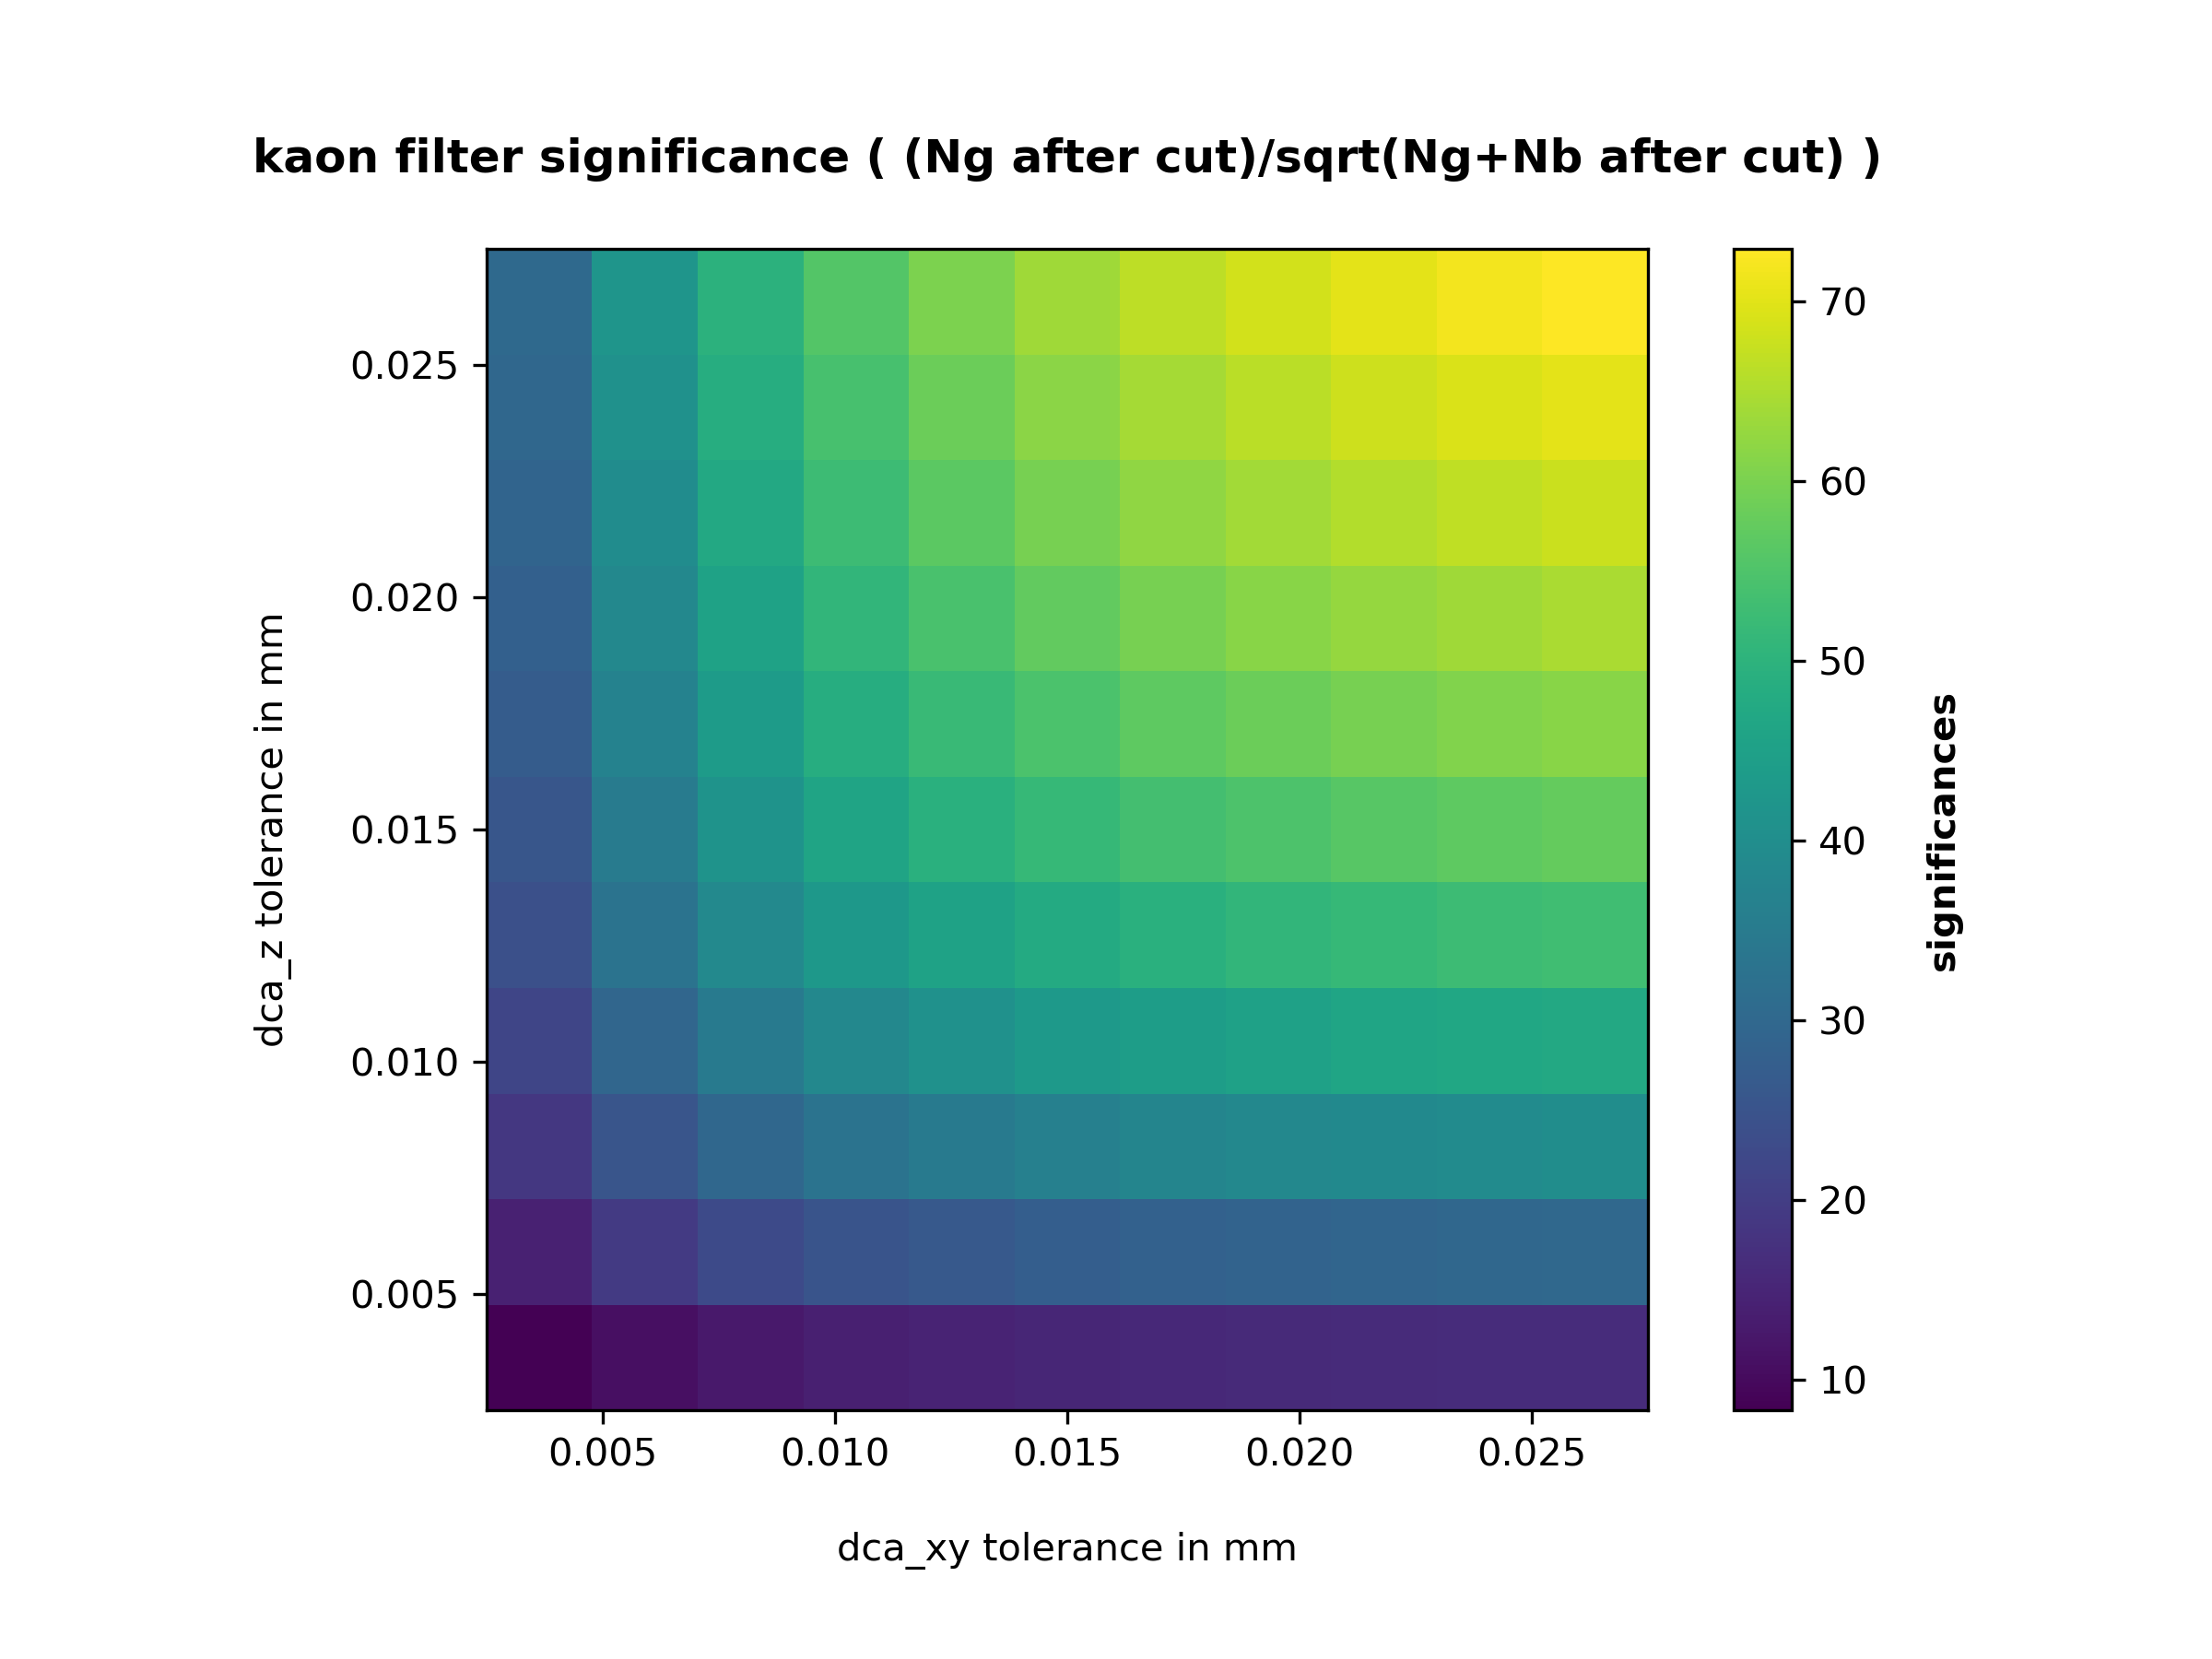 kaon filter significance ( (Ng after cut)/sqrt(Ng+Nb after cut) )
dca_z tolerance in mm
0.025
0.020
0.015
0.010
0.005
0.005 0.010 0.015 0.020 0.025
dca_xy tolerance in mm
70
60
50
40
30
20
10
significances